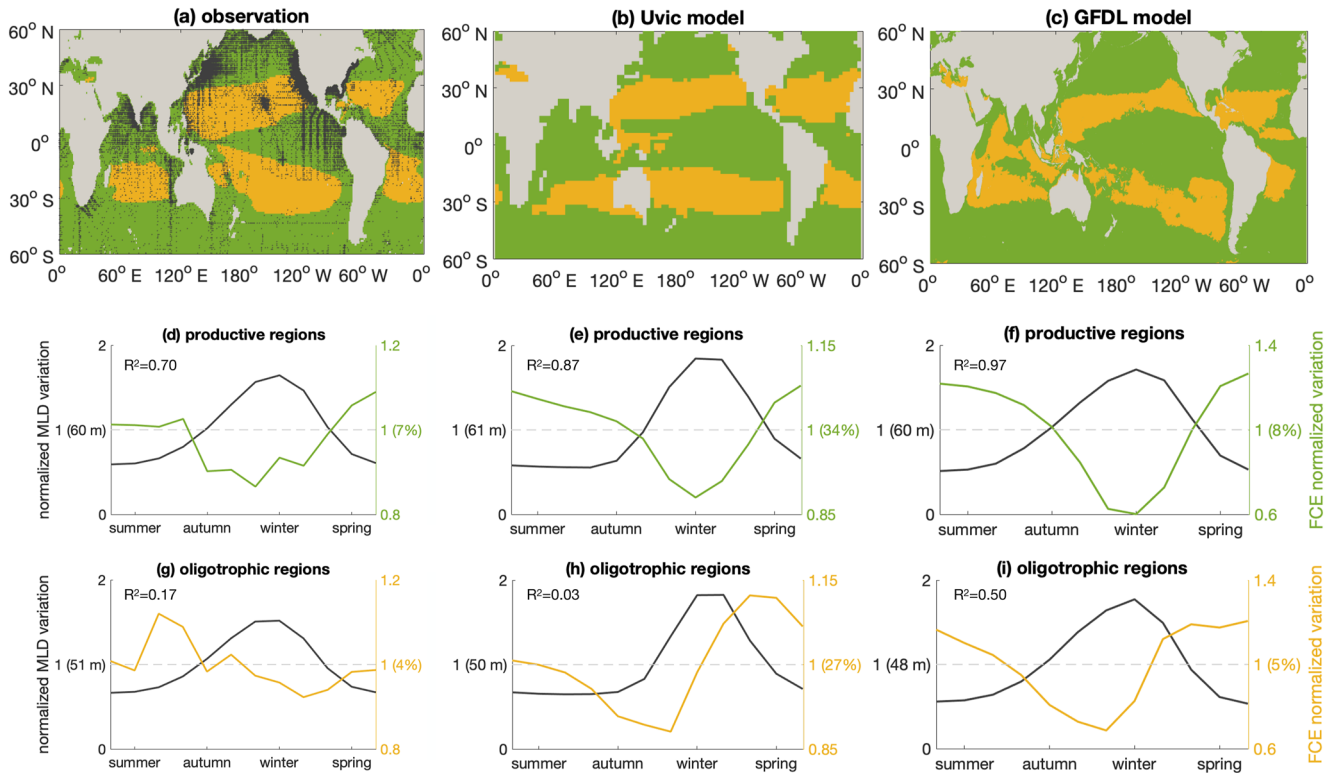 (a) observation
(b) Uvic model
(c) GFDL model
60° N
30° N
0°
30° S
60° S
0° 60° E 120° E 180° 120° W 60° W 0°
60° N
30° N
0°
30° S
60° S
0° 60° E 120° E 180° 120° W 60° W 0°
60° N
30° N
0°
30° S
60° S
0° 60° E 120° E 180° 120° W 60° W 0°
normalized MLD variation
(d) productive regions
R²=0.70
2
1 (60 m)
0
1.2
1 (7%)
0.8
summer autumn winter spring
(e) productive regions
R²=0.87
2
1 (61 m)
0
1.15
1 (34%)
0.85
summer autumn winter spring
(f) productive regions
R²=0.97
2
1 (60 m)
0
1.4
1 (8%)
0.6
summer autumn winter spring
FCE normalized variation
normalized MLD variation
(g) oligotrophic regions
R²=0.17
2
1 (51 m)
0
1.2
1 (4%)
0.8
summer autumn winter spring
(h) oligotrophic regions
R²=0.03
2
1 (50 m)
0
1.15
1 (27%)
0.85
summer autumn winter spring
(i) oligotrophic regions
R²=0.50
2
1 (48 m)
0
1.4
1 (5%)
0.6
summer autumn winter spring
FCE normalized variation